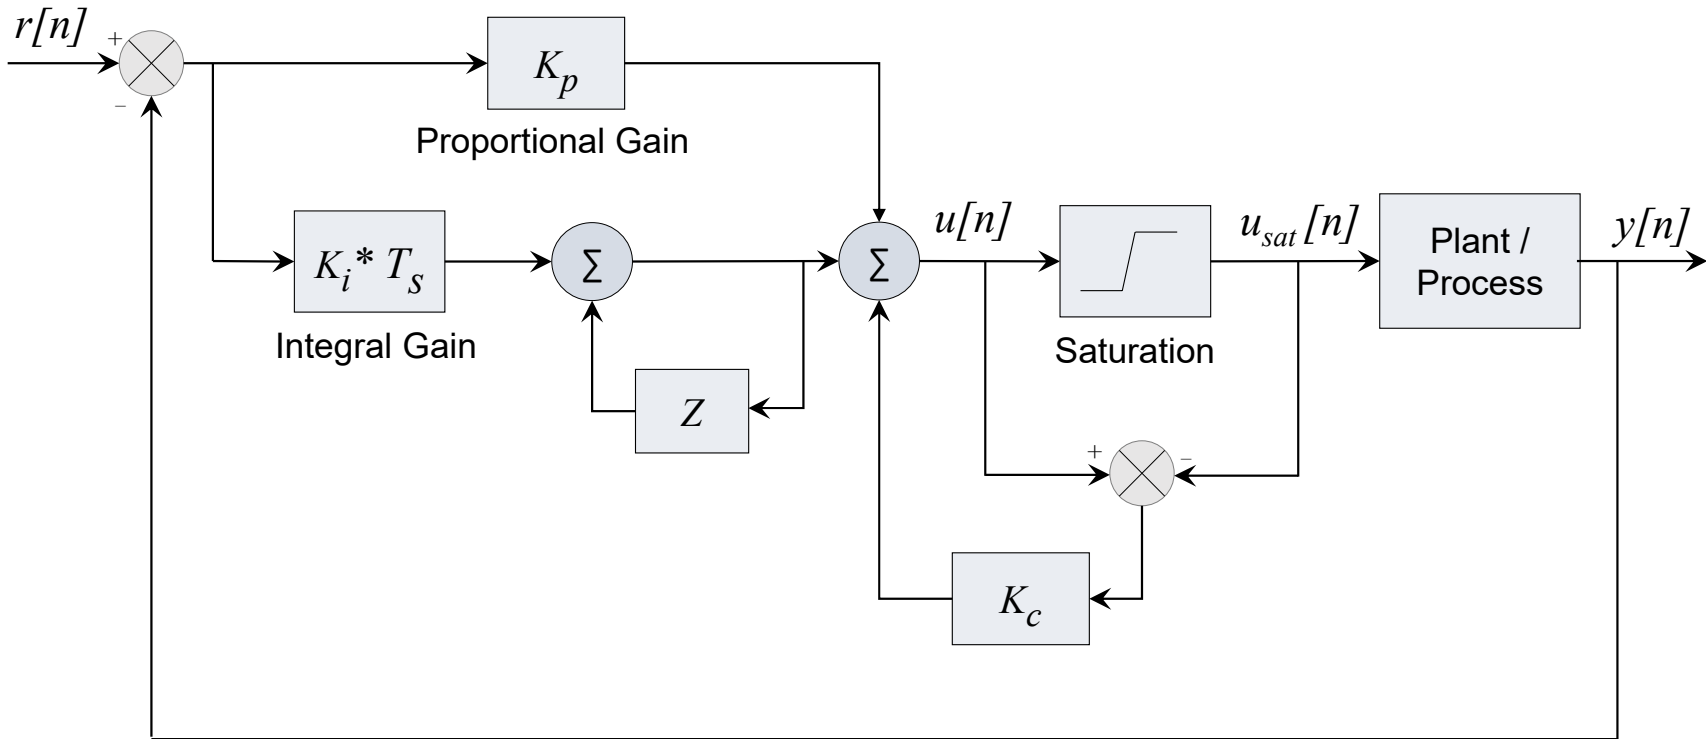 r[n]
+
−
K_p
Proportional Gain
K_i* T_s
Integral Gain
Σ
Z
Σ
u[n]
Saturation
u_sat [n]
Plant /
Process
y[n]
+
−
K_c